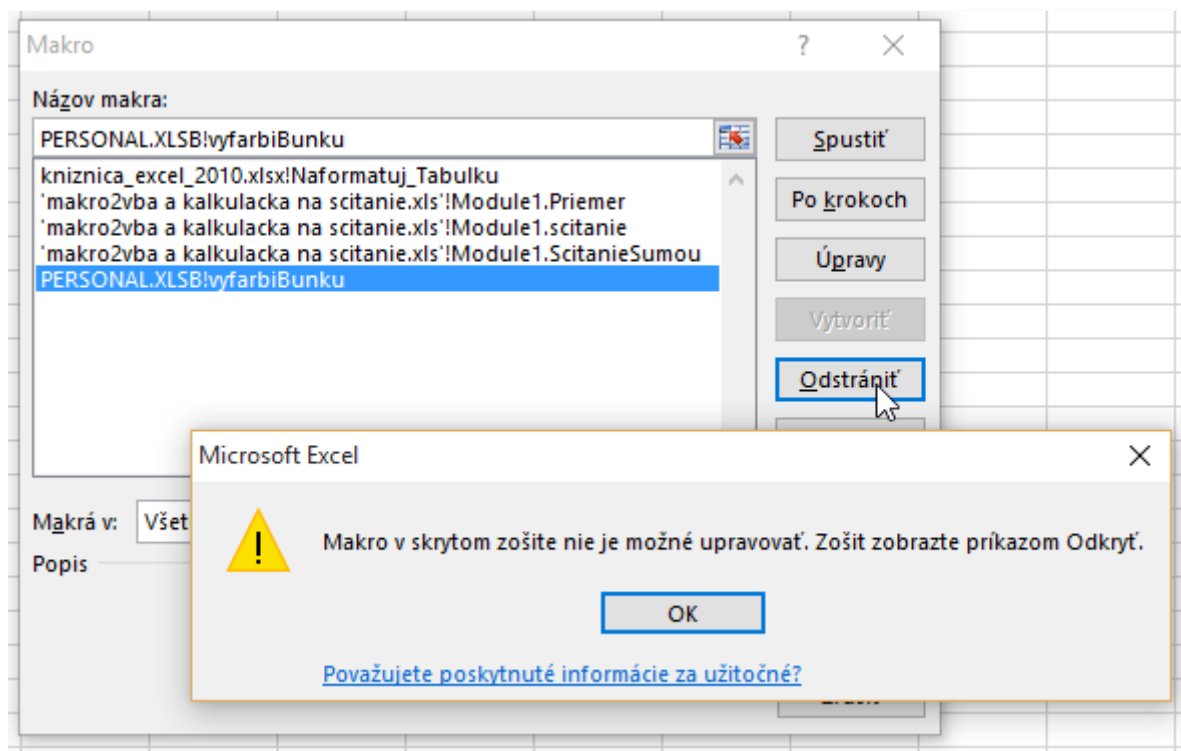 Makro
?
Názov makra:
PERSONAL.XLSB!vyfarbiBunku
Spustiť
kniznica_excel_2010.xlsx!Naformatuj_Tabulku
'makro2vba a kalkulacka na scitanie.xls'!Module1.Priemer
'makro2vba a kalkulacka na scitanie.xls'!Module1.scitanie
'makro2vba a kalkulacka na scitanie.xls'!Module1.ScitanieSumou
PERSONAL.XLSB!vyfarbiBunku
Po krokoch
Úpravy
Vytvoriť
Odstrániť
Makrá v:
Všet
Popis
Microsoft Excel
Makro v skrytom zošite nie je možné upravovať. Zošit zobrazte príkazom Odkryť.
OK
Považujete poskytnuté informácie za užitočné?